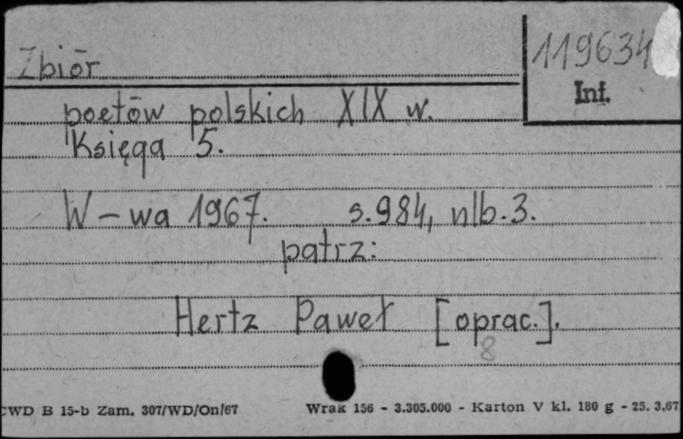 119634
Inf.
Zbiór
poetów polskich XIX w.
Księga 5.
W-wa 1967. s.984, nlb.3.
patrz:
Hertz Paweł [oprac.].
8
CWD B 15-b Zam. 307/WD/On/67 Wrak 156 - 3.305.000 - Karton V kl. 180 g - 25. 3.67